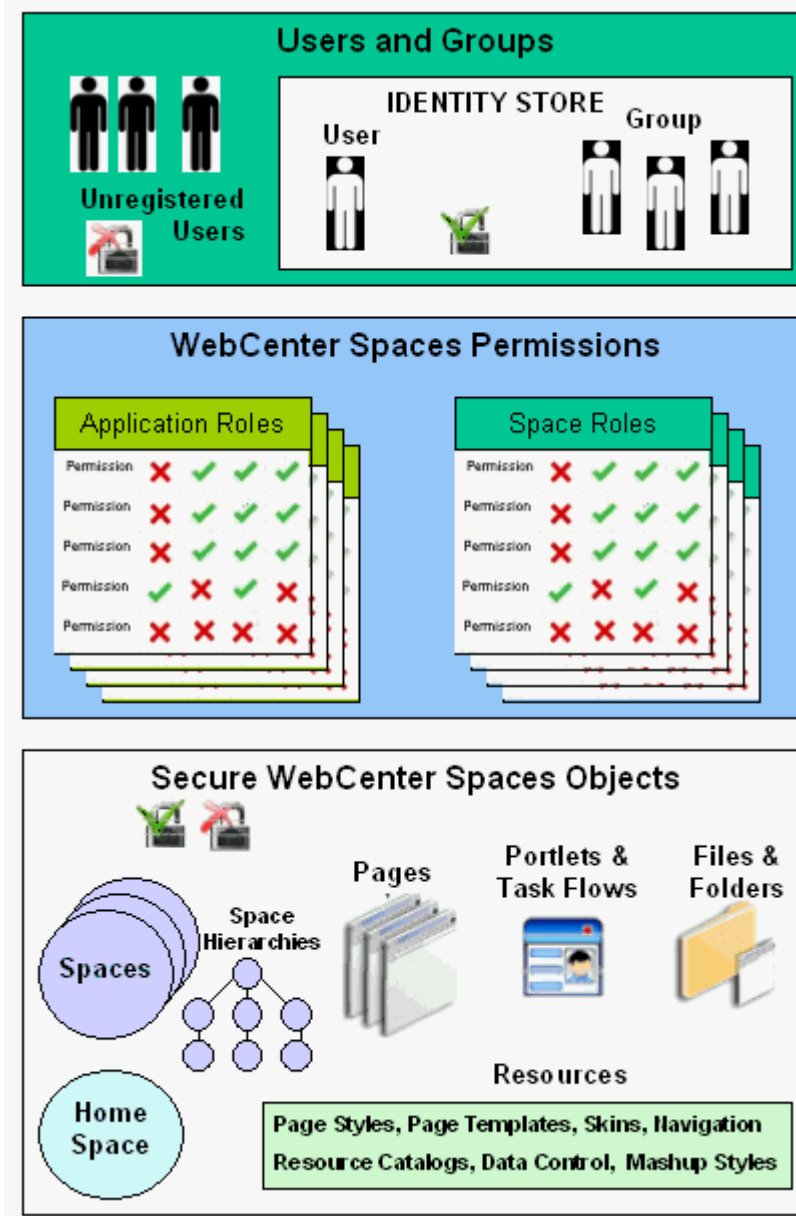 Users and Groups
IDENTITY STORE
User
Group
Unregistered
Users
WebCenter Spaces Permissions
Application Roles
Permission
Permission
Permission
Permission
Permission
Space Roles
Permission
Permission
Permission
Permission
Permission
Secure WebCenter Spaces Objects
Spaces
Space
Hierarchies
Pages
Portlets &
Task Flows
Files &
Folders
Home
Space
Resources
Page Styles, Page Templates, Skins, Navigation
Resource Catalogs, Data Control, Mashup Styles